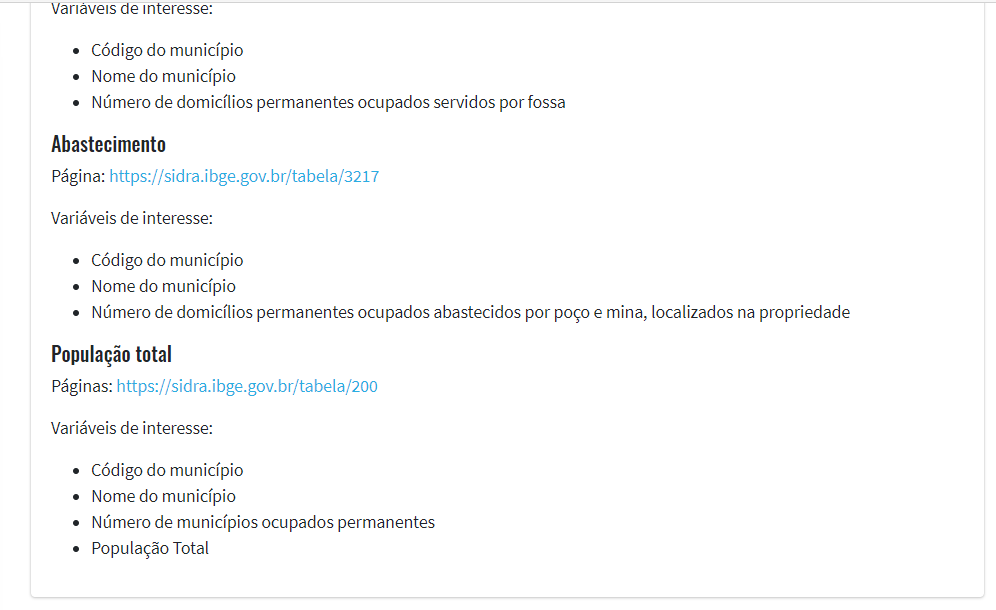 Variáveis de interesse:
Código do município
Nome do município
Número de domicílios permanentes ocupados servidos por fossa
Abastecimento
Página: https://sidra.ibge.gov.br/tabela/3217
Variáveis de interesse:
Código do município
Nome do município
Número de domicílios permanentes ocupados abastecidos por poço e mina, localizados na propriedade
População total
Páginas: https://sidra.ibge.gov.br/tabela/200
Variáveis de interesse:
Código do município
Nome do município
Número de municípios ocupados permanentes
População Total